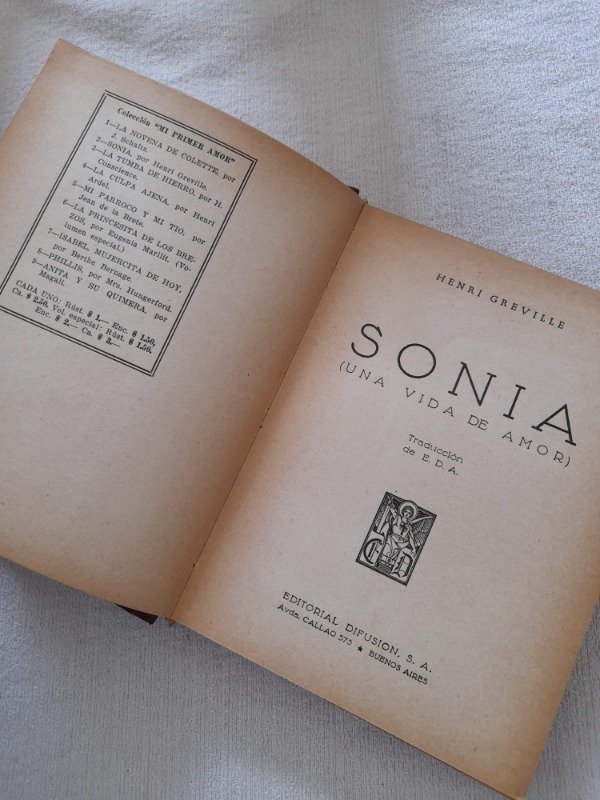 Colección "MI PRIMER AMOR"
1—LA NOVENA DE COLETTE, por
J. Schultz.
2—SONIA, por Henri Greville.
3—LA TUMBA DE HIERRO, por H.
Conscience.
4—LA CULPA AJENA, por Henri
Ardel.
5—MI PARROCO Y MI TIO, por
Jean de la Brete.
6—LA PRINCESITA DE LOS BRE-
ZOS, por Eugenia Marlitt. (Vo-
lumen especial.)
7—ISABEL, MUJERCITA DE HOY,
por Berthe Bernage.
8—PHILLIS, por Mrs. Hungerford.
9—ANITA Y SU QUIMERA, por
Magali.
CADA UNO: Rúst. $ 1.— Enc. $ 1.50.
Ca. $ 2.50. Vol. especial: Rúst. $ 1.50.
Enc. $ 2.— Ca. $ 3.—
HENRI GREVILLE
SONIA
(UNA VIDA DE AMOR)
Traducción
de E. D. A.
EDITORIAL DIFUSION, S. A.
Avda. CALLAO 575 ★ BUENOS AIRES